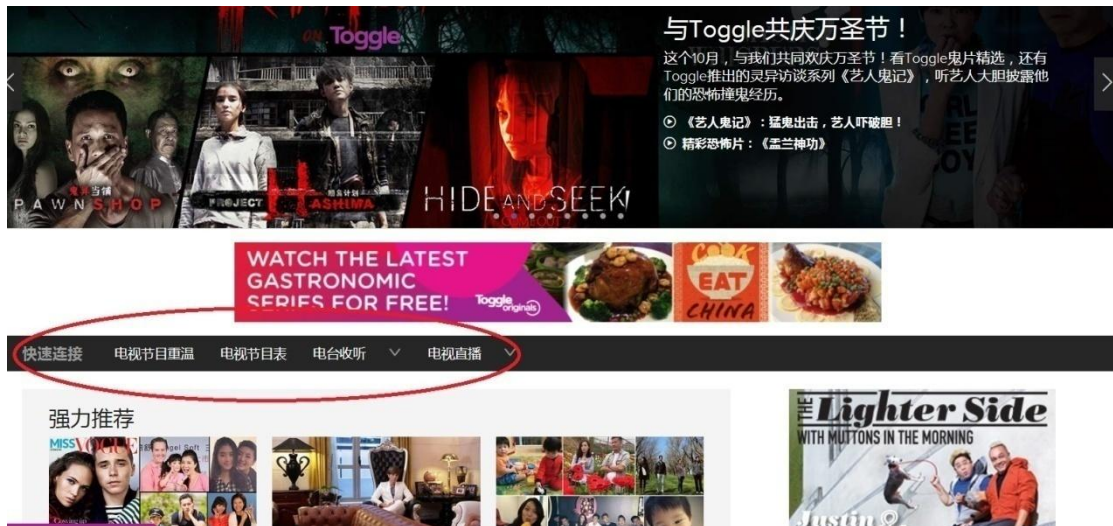 ON Toggle
与Toggle共庆万圣节！
这个10月，与我们共同欢庆万圣节！看Toggle鬼片精选，还有
Toggle推出的灵异访谈系列《艺人鬼记》，听艺人大胆披露他
们的恐怖撞鬼经历。
《艺人鬼记》：猛鬼出击，艺人吓破胆！
精彩恐怖片：《盂兰神功》
PAWN SHOP
PROJECT HASHIMA
HIDE AND SEEK
WATCH THE LATEST
GASTRONOMIC
SERIES FOR FREE!
Toggle originals
COOK
EAT
CHINA
快速连接 电视节目重温 电视节目表 电台收听 电视直播
强力推荐
MISS VOGUE
THE Lighter Side
WITH MUTTONS IN THE MORNING
Justin